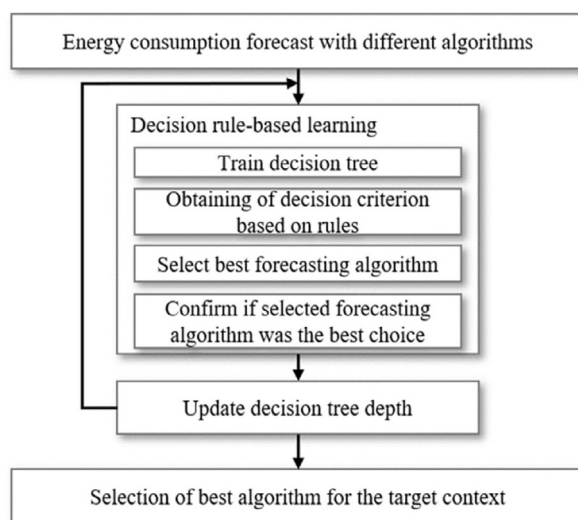 Energy consumption forecast with different algorithms
Decision rule-based learning
Train decision tree
Obtaining of decision criterion
based on rules
Select best forecasting algorithm
Confirm if selected forecasting
algorithm was the best choice
Update decision tree depth
Selection of best algorithm for the target context